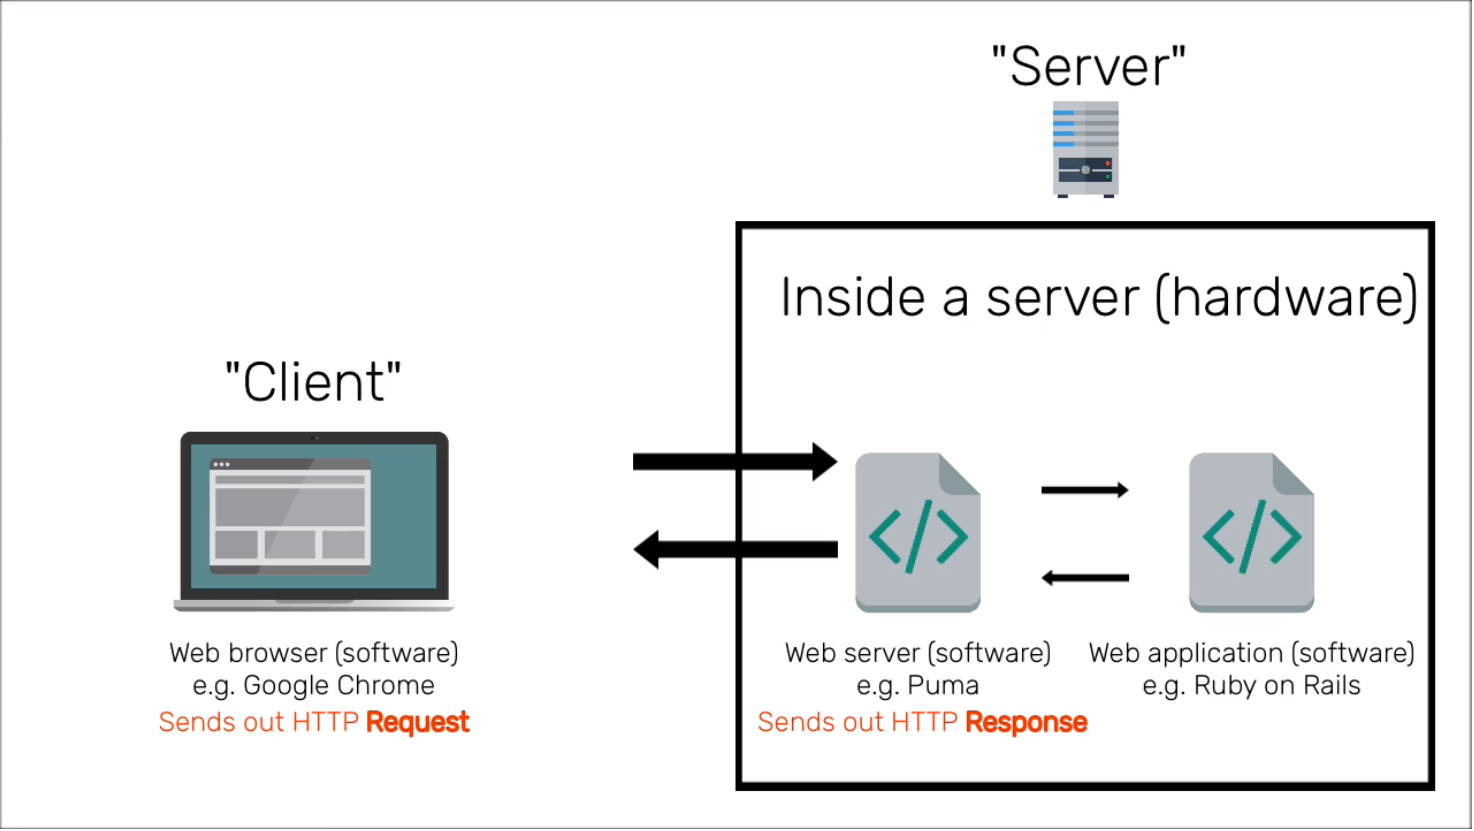 "Server"
Inside a server (hardware)
"Client"
Web browser (software)
e.g. Google Chrome
Sends out HTTP Request
Web server (software)
e.g. Puma
Sends out HTTP Response
Web application (software)
e.g. Ruby on Rails